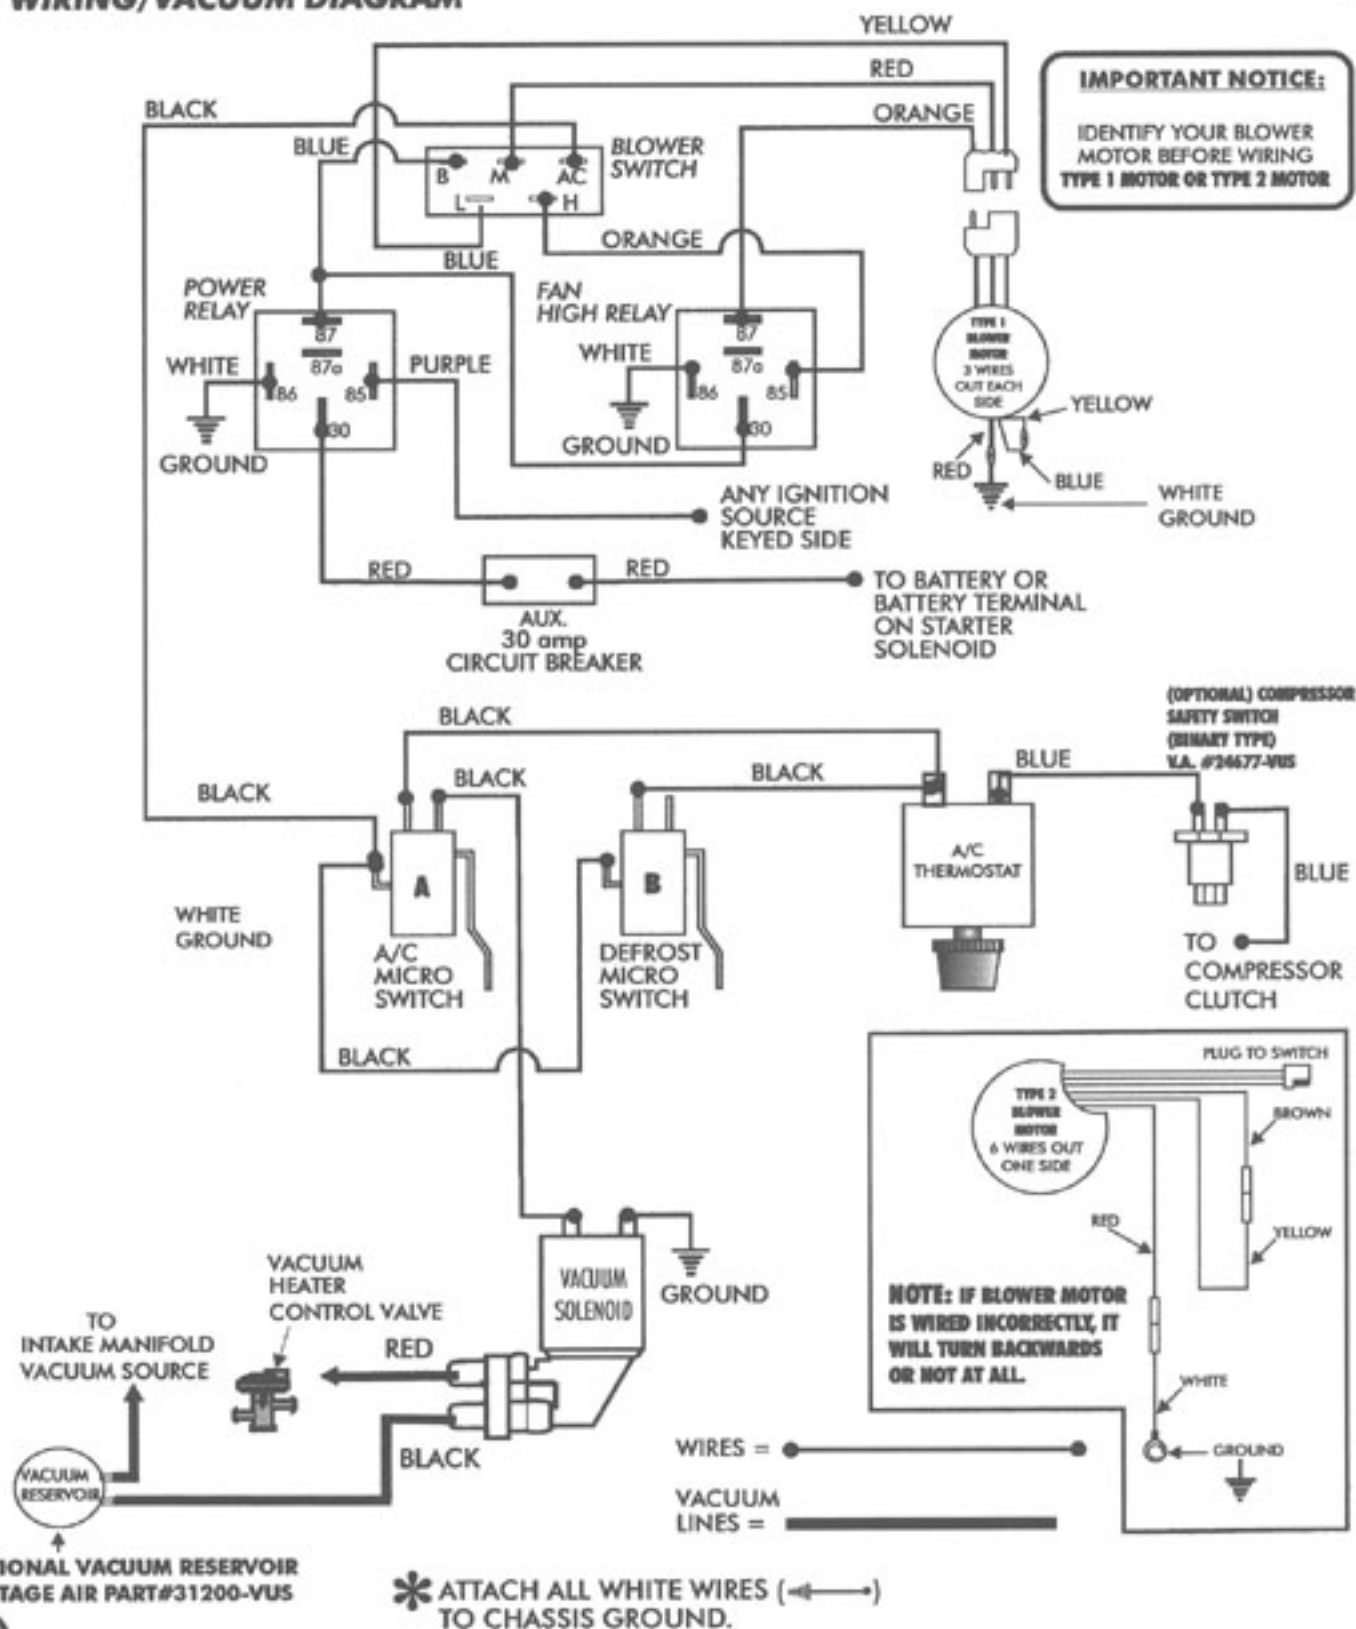 WIRING/VACUUM DIAGRAM
YELLOW
RED
ORANGE
BLACK
BLUE
BLOWER
SWITCH
B
M
AC
L
H
IMPORTANT NOTICE:
IDENTIFY YOUR BLOWER
MOTOR BEFORE WIRING
TYPE 1 MOTOR OR TYPE 2 MOTOR
ORANGE
BLUE
POWER
RELAY
87
87a
86
85
30
WHITE
PURPLE
GROUND
FAN
HIGH RELAY
87
87a
86
85
30
WHITE
GROUND
TYPE 1
BLOWER
MOTOR
3 WIRES
OUT EACH
SIDE
YELLOW
RED
BLUE
WHITE
GROUND
ANY IGNITION
SOURCE
KEYED SIDE
RED
RED
AUX.
30 amp
CIRCUIT BREAKER
TO BATTERY OR
BATTERY TERMINAL
ON STARTER
SOLENOID
(OPTIONAL) COMPRESSOR
SAFETY SWITCH
(BINARY TYPE)
V.A. #24677-VUS
BLACK
BLACK
BLACK
BLACK
BLUE
A
A/C
MICRO
SWITCH
B
DEFROST
MICRO
SWITCH
A/C
THERMOSTAT
BLUE
TO
COMPRESSOR
CLUTCH
WHITE
GROUND
BLACK
PLUG TO SWITCH
TYPE 2
BLOWER
MOTOR
6 WIRES OUT
ONE SIDE
BROWN
RED
YELLOW
NOTE: IF BLOWER MOTOR
IS WIRED INCORRECTLY, IT
WILL TURN BACKWARDS
OR NOT AT ALL.
WHITE
GROUND
VACUUM
SOLENOID
GROUND
VACUUM
HEATER
CONTROL VALVE
TO
INTAKE MANIFOLD
VACUUM SOURCE
RED
BLACK
VACUUM
RESERVOIR
WIRES =
VACUUM
LINES =
IONAL VACUUM RESERVOIR
TAGE AIR PART#31200-VUS
* ATTACH ALL WHITE WIRES ( )
TO CHASSIS GROUND.